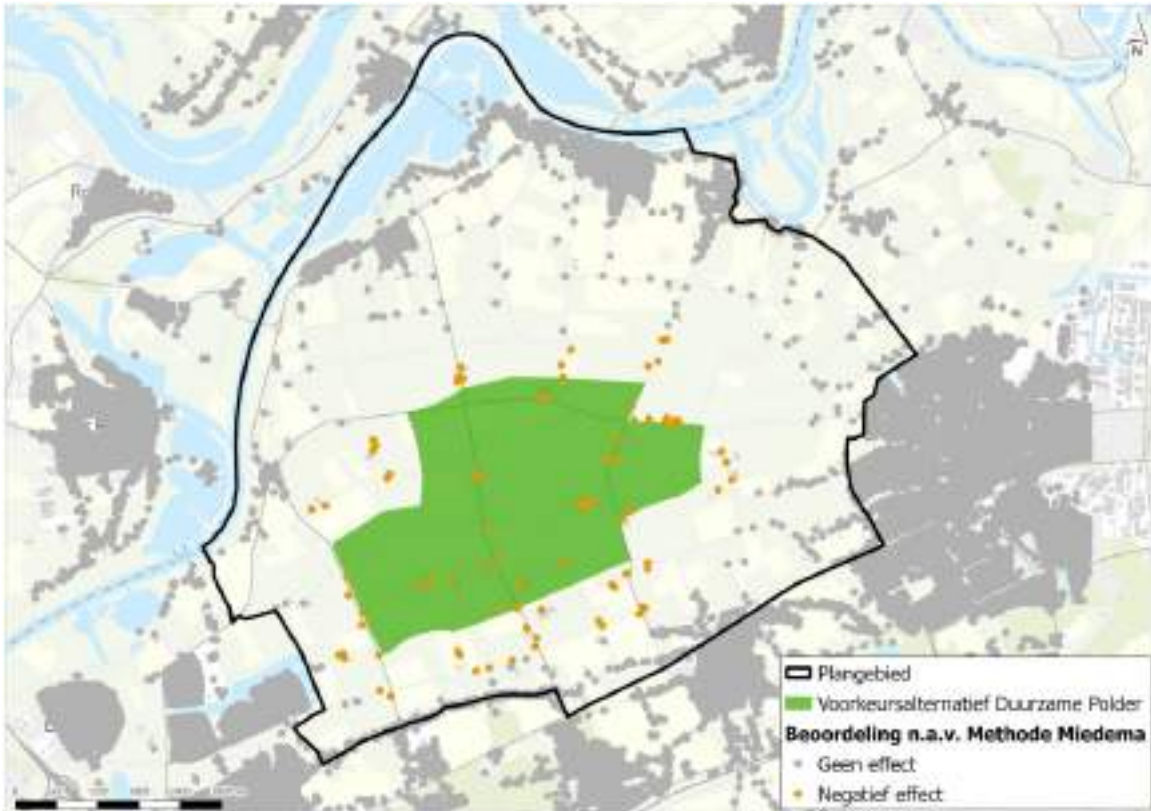 N
Plangebied
Voorkeursalternatief Duurzame Polder
Beoordeling n.a.v. Methode Miedema
Geen effect
Negatief effect